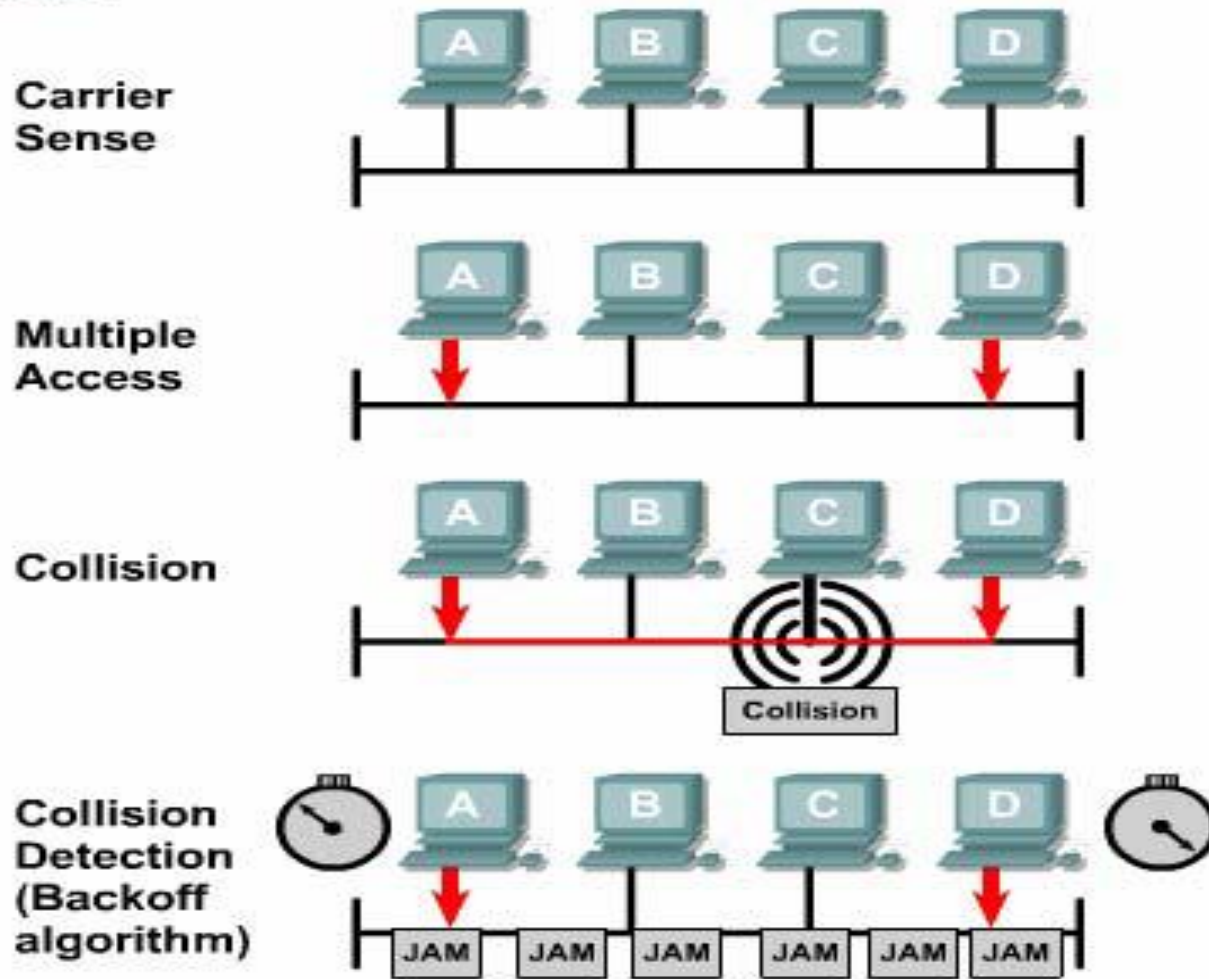 A B C D
Carrier
Sense
A B C D
Multiple
Access
A B C D
Collision
Collision
A B C D
Collision
Detection
(Backoff
algorithm)
JAM JAM JAM JAM JAM JAM